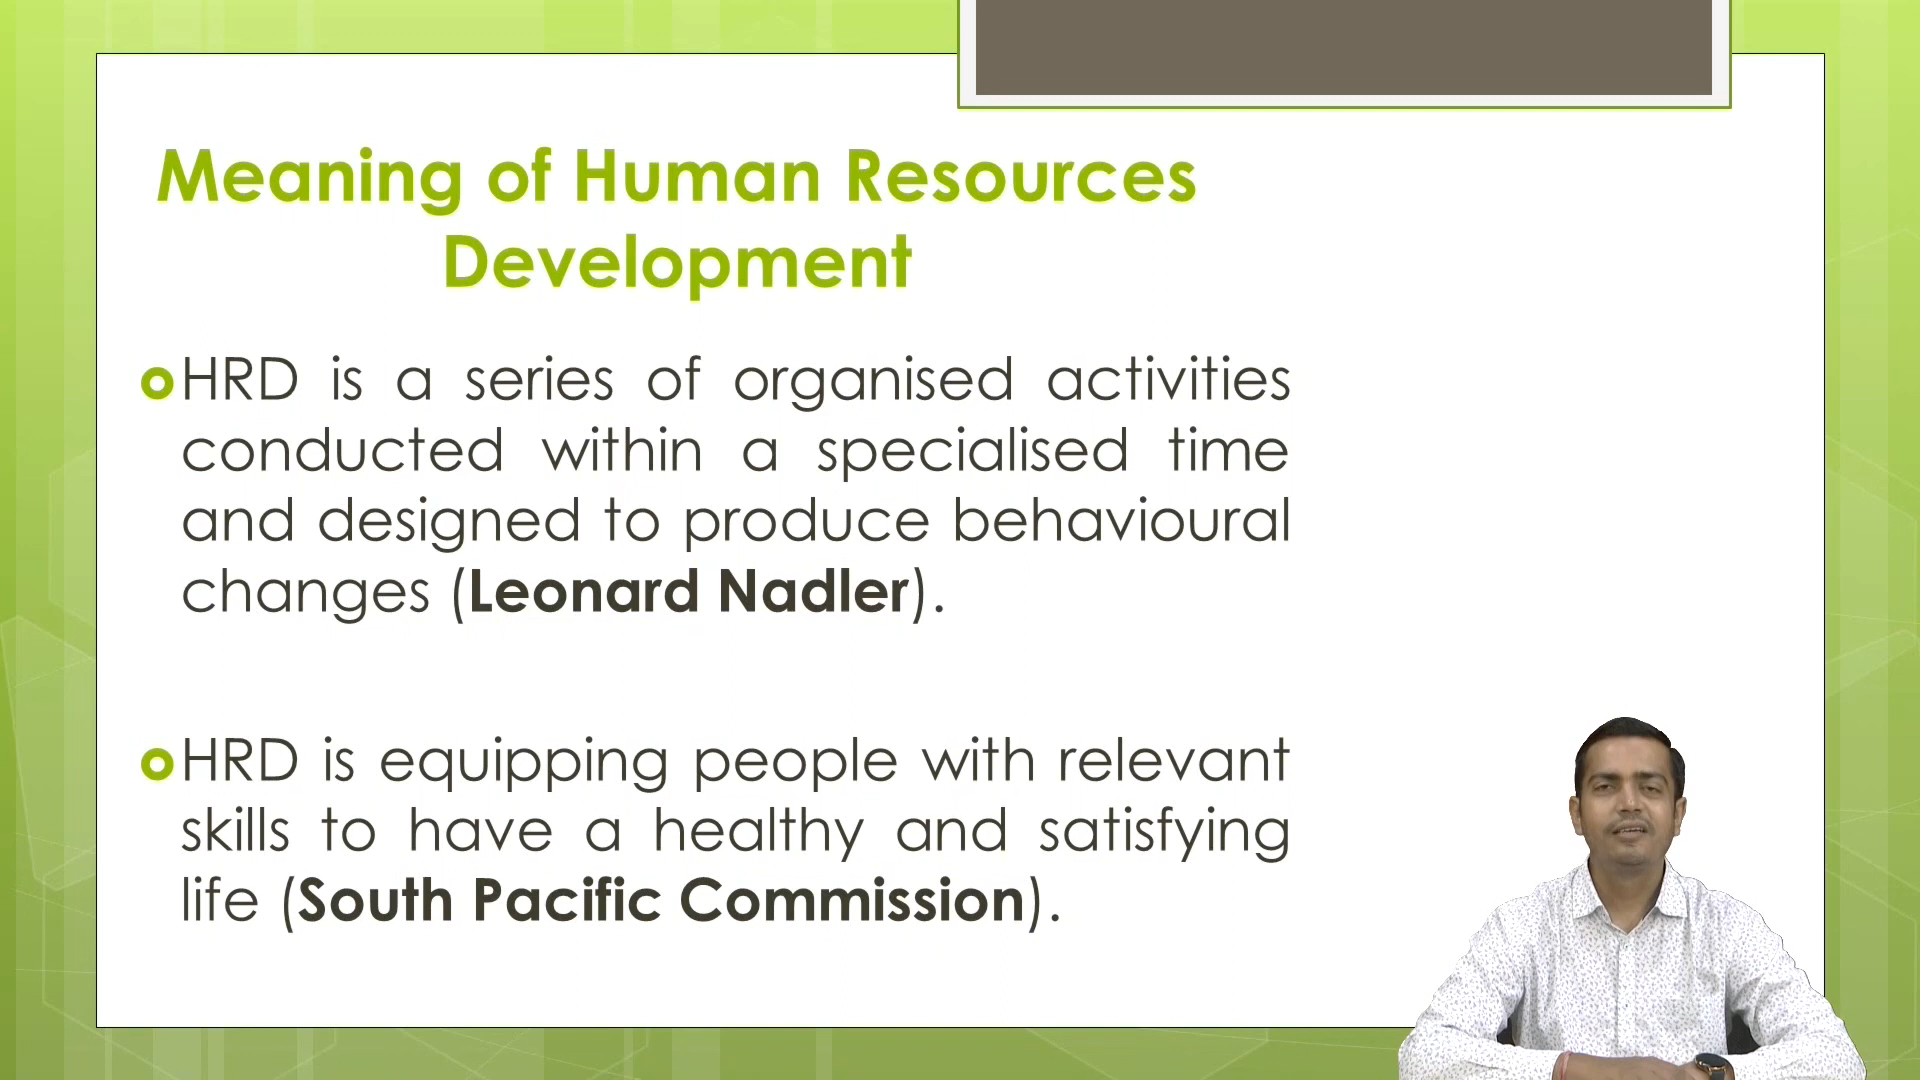 Meaning of Human Resources
Development
HRD is a series of organised activities
conducted within a specialised time
and designed to produce behavioural
changes (Leonard Nadler).
HRD is equipping people with relevant
skills to have a healthy and satisfying
life (South Pacific Commission).